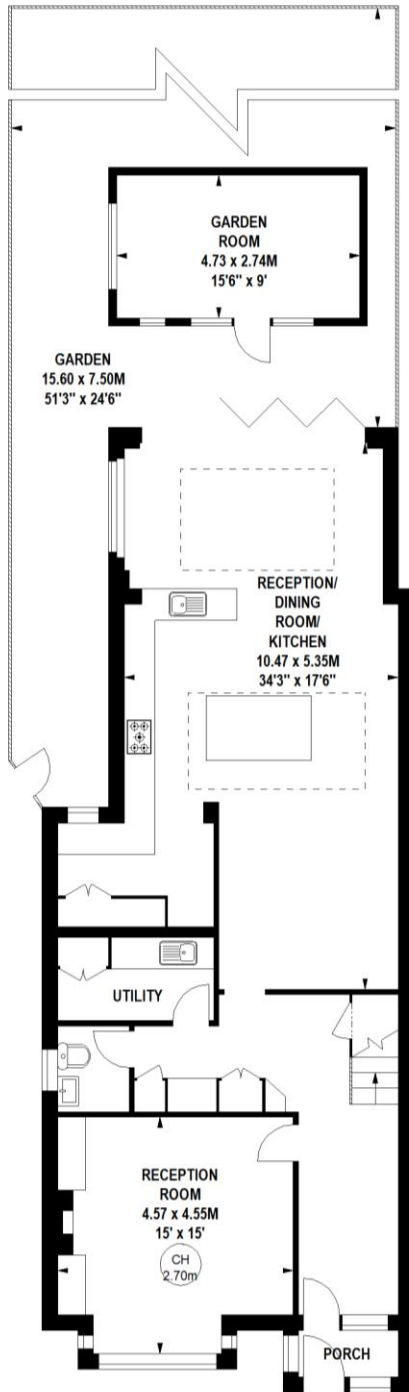 GARDEN
ROOM
4.73 x 2.74M
15'6" x 9'
GARDEN
15.60 x 7.50M
51'3" x 24'6"
RECEPTION/
DINING
ROOM/
KITCHEN
10.47 x 5.35M
34'3" x 17'6"
UTILITY
RECEPTION
ROOM
4.57 x 4.55M
15' x 15'
CH
2.70m
PORCH